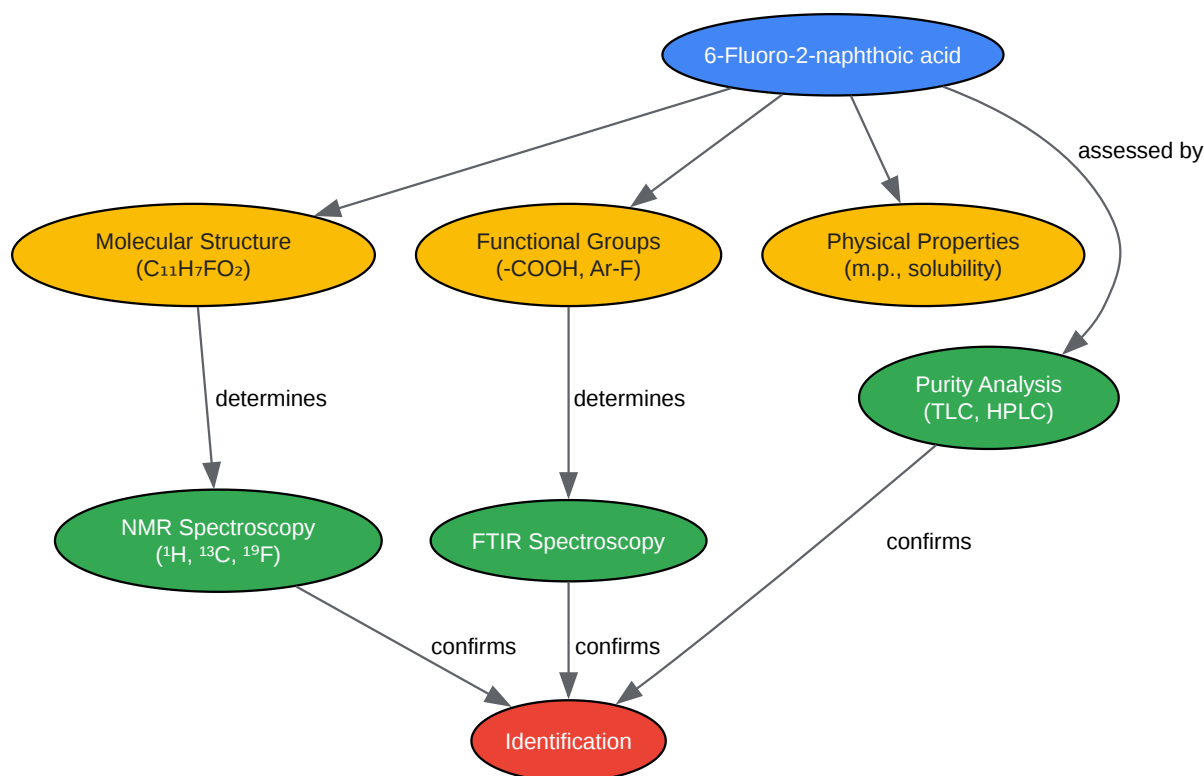 6-Fluoro-2-naphthoic acid
assessed by
Molecular Structure
(C₁₁H₇FO₂)
Functional Groups
(-COOH, Ar-F)
Physical Properties
(m.p., solubility)
determines
determines
Purity Analysis
(TLC, HPLC)
NMR Spectroscopy
(¹H, ¹³C, ¹⁹F)
FTIR Spectroscopy
confirms
confirms
confirms
Identification